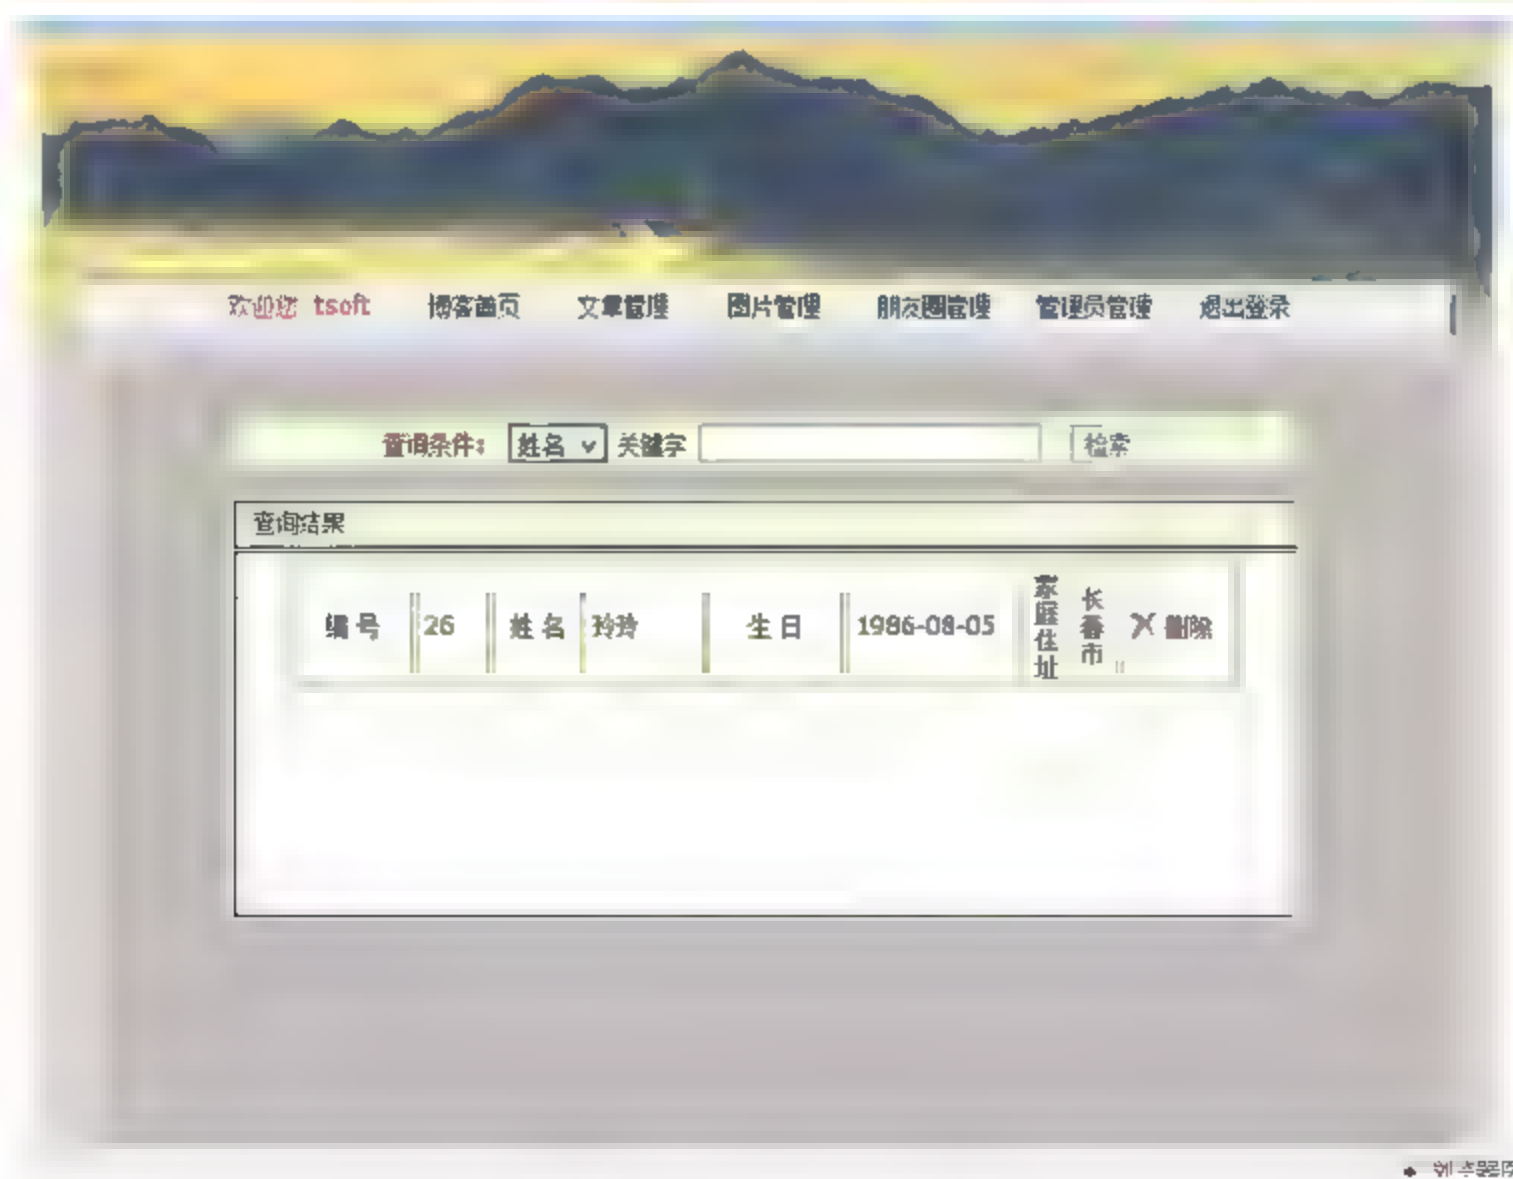 欢迎您 tsoft 博客首页 文章管理 图片管理 朋友圈管理 管理员管理 退出登录
查询条件： 姓名 关键字 检索
查询结果
编号 26 姓名 玲玲 生日 1986-08-05 家庭住址 长春市 删除